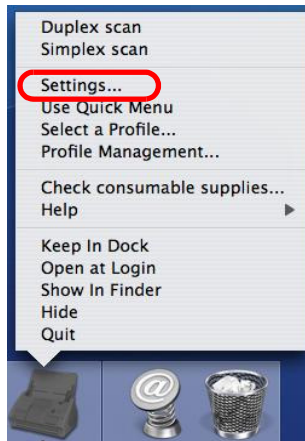 Duplex scan
Simplex scan
Settings...
Use Quick Menu
Select a Profile...
Profile Management...
Check consumable supplies...
Help
Keep In Dock
Open at Login
Show In Finder
Hide
Quit
@